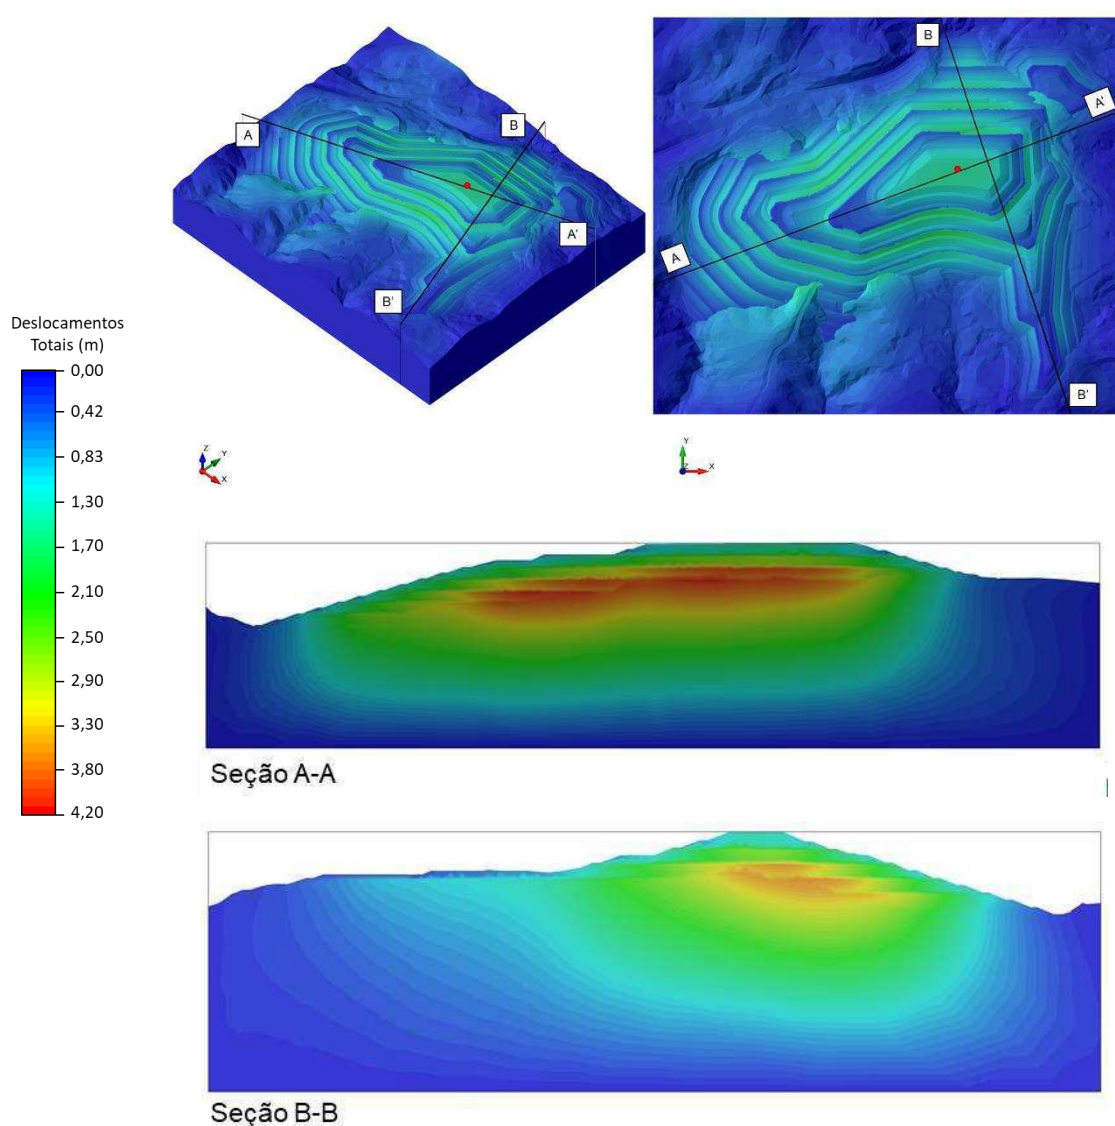 A
B
A'
B'
B
A'
A
B'
Deslocamentos
Totais (m)
0,00
0,42
0,83
1,30
1,70
2,10
2,50
2,90
3,30
3,80
4,20
Z
Y
X
Y
Z
X
Seção A-A
Seção B-B